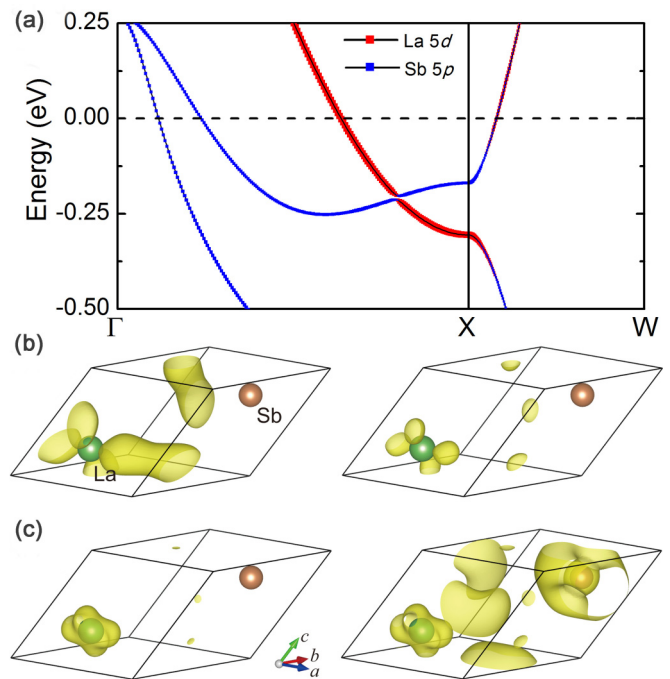 (a)
0.25
La 5d
Sb 5p
0.00
Energy (eV)
-0.25
-0.50
Γ
X
W
(b)
Sb
La
(c)
c
b
a